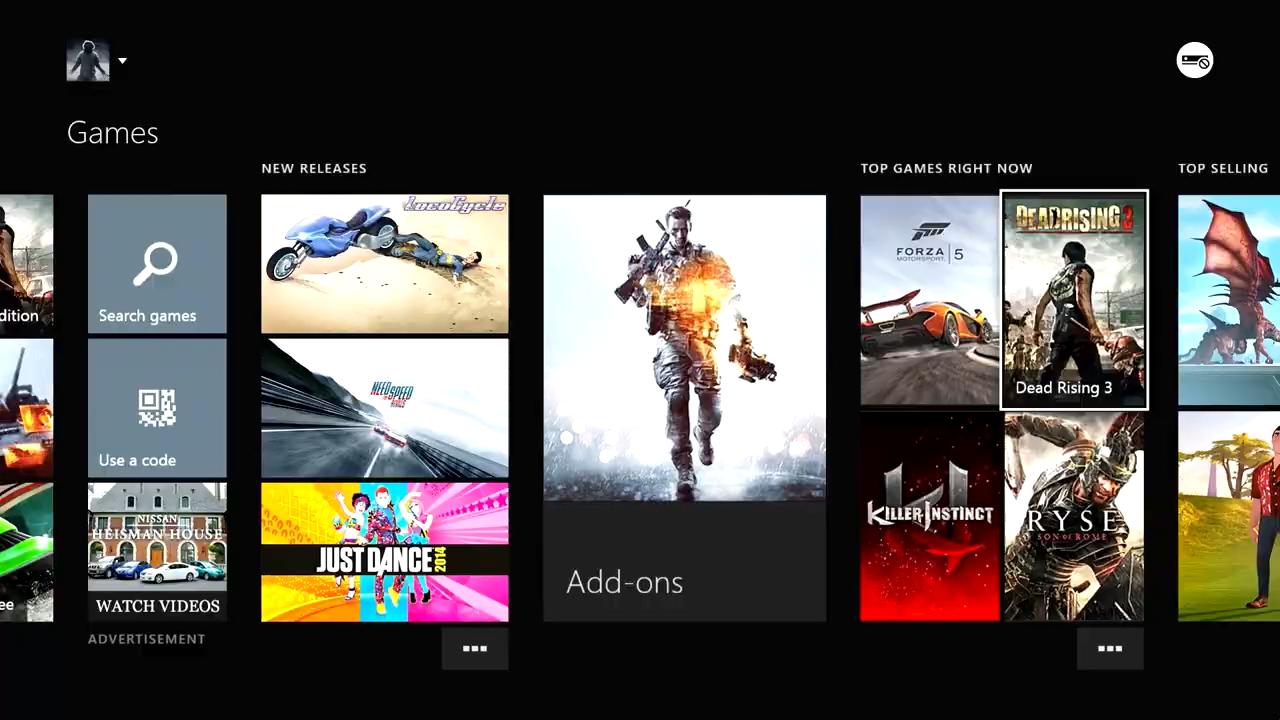 Games
NEW RELEASES
TOP GAMES RIGHT NOW
TOP SELLING
dition
Search games
LocoCycle
FORZA
MOTORSPORT 5
DEADRISING 3
Dead Rising 3
Use a code
NEED FOR SPEED
RIVALS
NISSAN
HEISMAN HOUSE
WATCH VIDEOS
ADVERTISEMENT
ee
JUST DANCE 2014
Add-ons
KILLER INSTINCT
RYSE
SON OF ROME